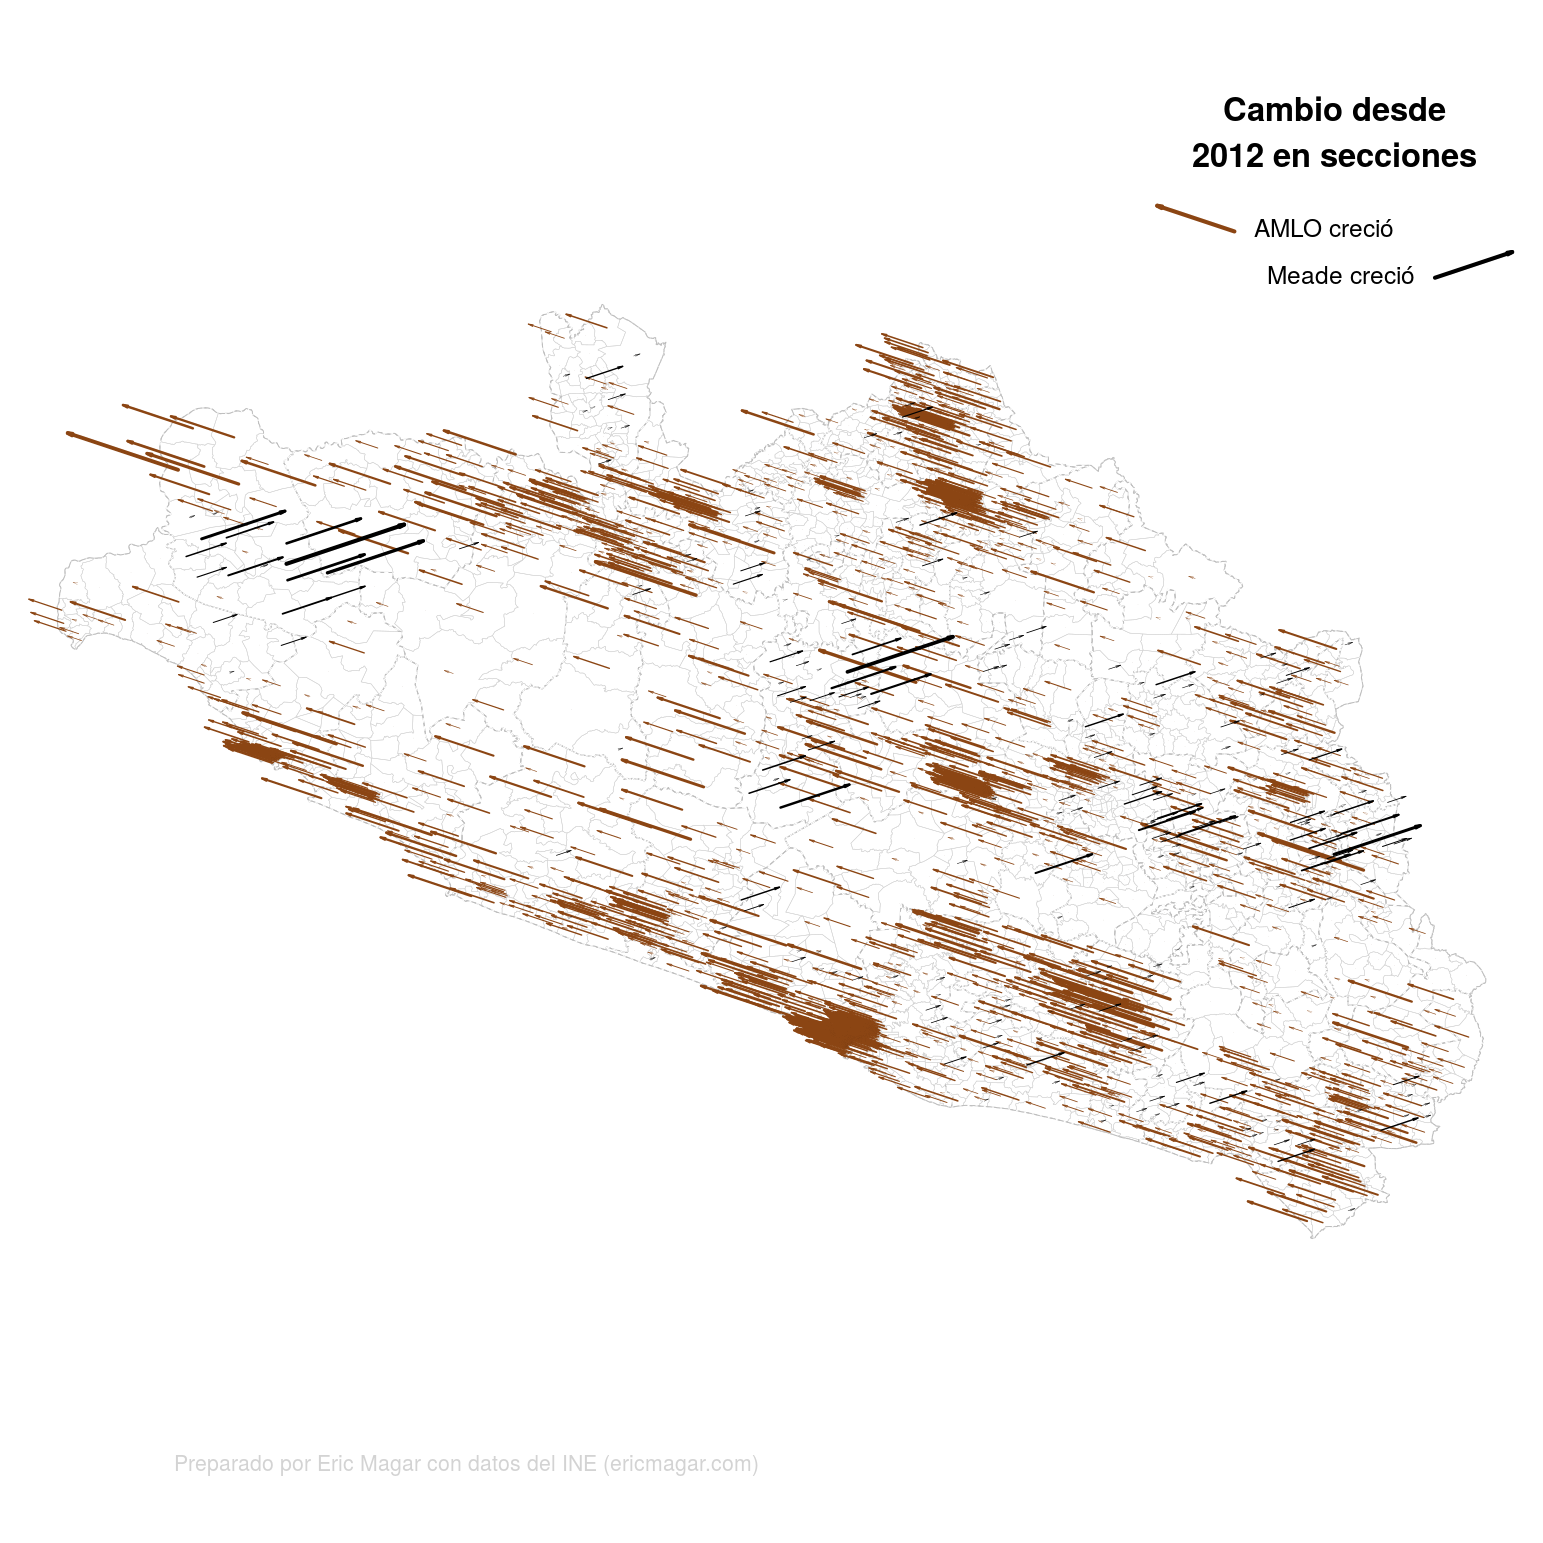 Cambio desde
2012 en secciones
AMLO creció
Meade creció
Preparado por Eric Magar con datos del INE (ericmagar.com)